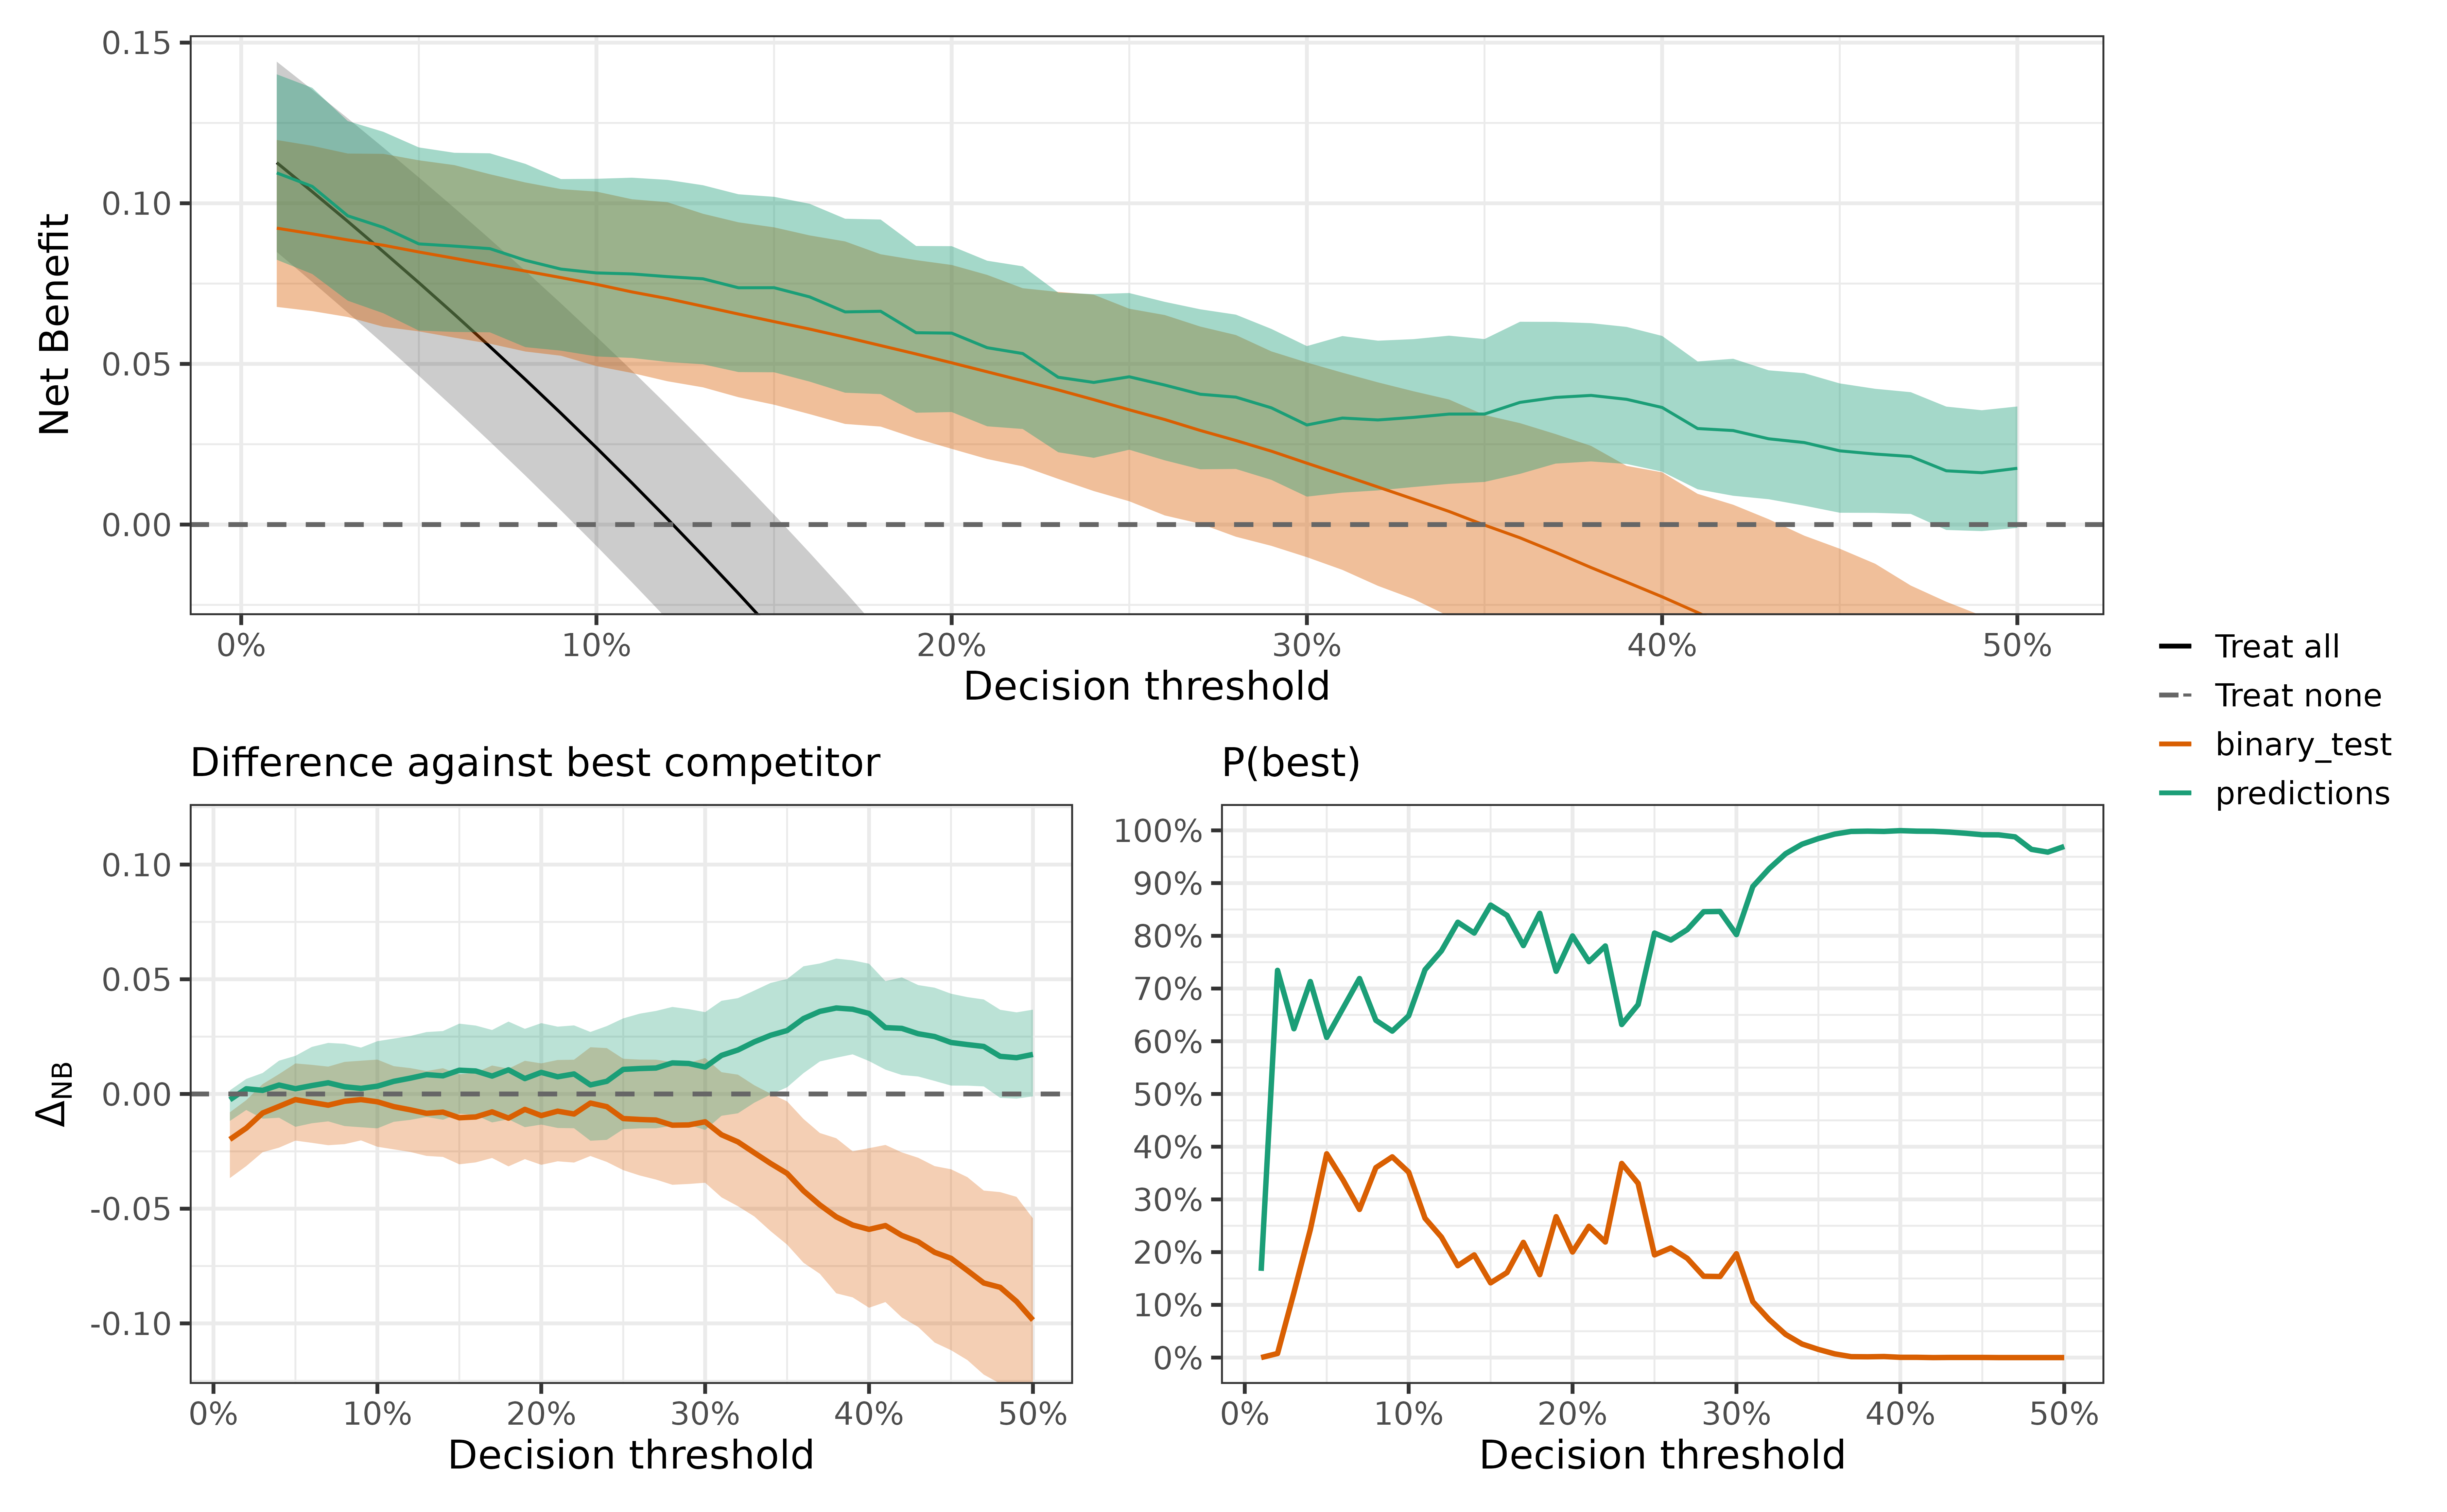 Net Benefit
0.15
0.10
0.05
0.00
0% 10% 20% 30% 40% 50%
Decision threshold
Treat all
Treat none
binary_test
predictions
Difference against best competitor
ΔNB
0.10
0.05
0.00
-0.05
-0.10
0% 10% 20% 30% 40% 50%
Decision threshold
P(best)
100%
90%
80%
70%
60%
50%
40%
30%
20%
10%
0%
0% 10% 20% 30% 40% 50%
Decision threshold